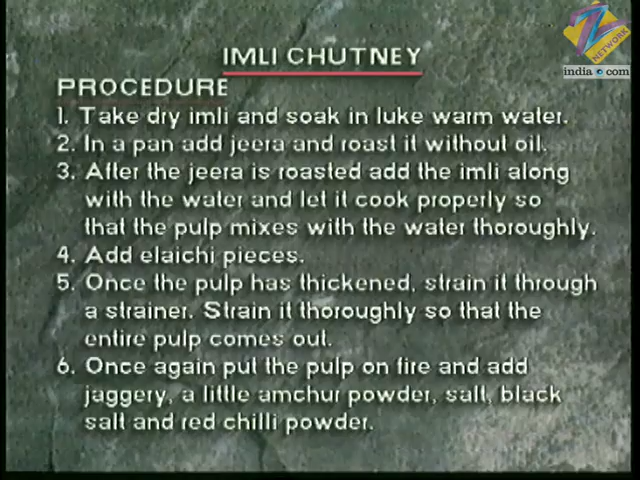 Z
NETWORK
india.com
IMLI CHUTNEY
PROCEDURE
1. Take dry imli and soak in luke warm water.
2. In a pan add jeera and roast it without oil.
3. After the jeera is roasted add the imli along
with the water and let it cook properly so
that the pulp mixes with the water thoroughly.
4. Add elaichi pieces.
5. Once the pulp has thickened, strain it through
a strainer. Strain it thoroughly so that the
entire pulp comes out.
6. Once again put the pulp on fire and add
jaggery, a little amchur powder, salt, black
salt and red chilli powder.